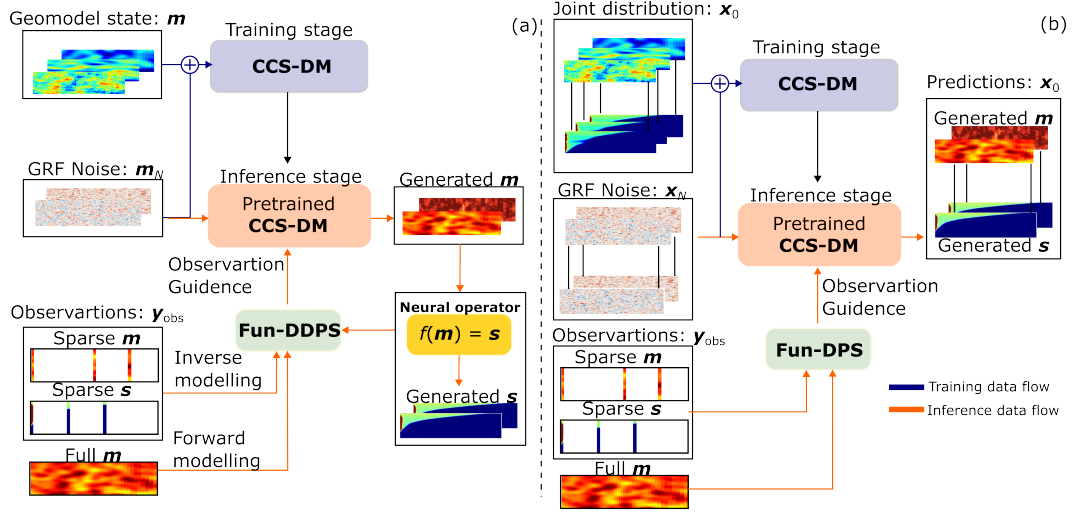 (a)
Geomodel state: m
Training stage
CCS-DM
GRF Noise: m_N
Inference stage
Pretrained
CCS-DM
Generated m
Observartion
Guidence
Neural operator
f(m) = s
Generated s
Fun-DDPS
Observartions: y_obs
Sparse m
Sparse s
Inverse
modelling
Full m
Forward
modelling
(b)
Joint distribution: x_0
Training stage
CCS-DM
Predictions: x_0
Generated m
Generated s
GRF Noise: x_N
Inference stage
Pretrained
CCS-DM
Observartion
Guidence
Observartions: y_obs
Sparse m
Sparse s
Full m
Fun-DPS
Training data flow
Inference data flow